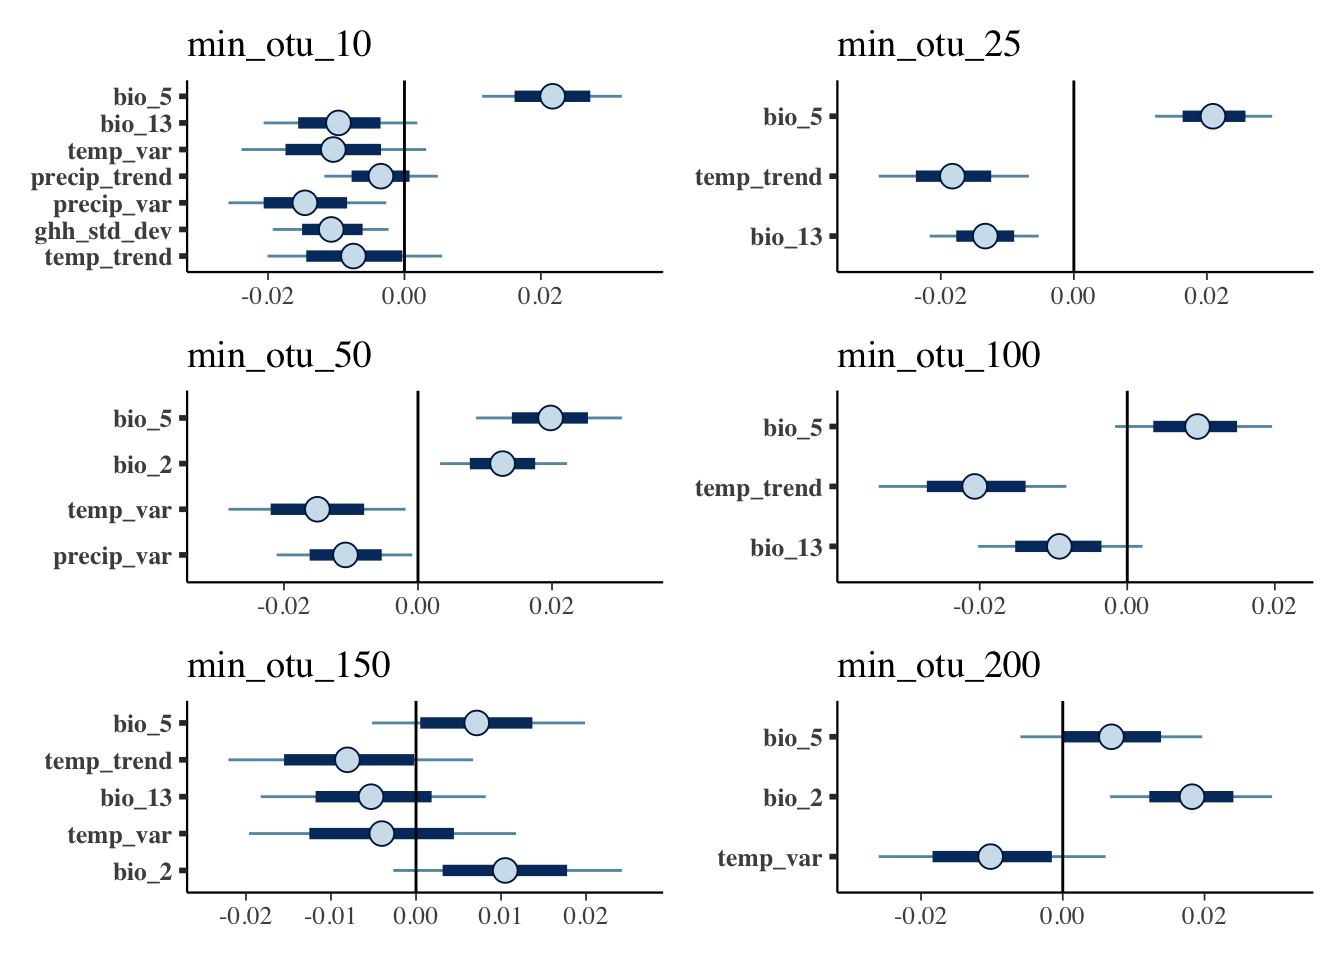 min_otu_10
bio_5
bio_13
temp_var
precip_trend
precip_var
ghh_std_dev
temp_trend
-0.02 0.00 0.02
min_otu_25
bio_5
temp_trend
bio_13
-0.02 0.00 0.02
min_otu_50
bio_5
bio_2
temp_var
precip_var
-0.02 0.00 0.02
min_otu_100
bio_5
temp_trend
bio_13
-0.02 0.00 0.02
min_otu_150
bio_5
temp_trend
bio_13
temp_var
bio_2
-0.02 -0.01 0.00 0.01 0.02
min_otu_200
bio_5
bio_2
temp_var
-0.02 0.00 0.02